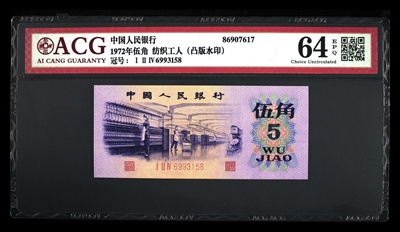 ACG
AI CANG GUARANTY
中国人民银行 86907617
1972年伍角 纺织工人（凸版水印）
冠号： I II IV 6993158
64 EPQ
Choice Uncirculated
中國人民銀行
伍角
5
WU
JIAO
I II IV 6993158